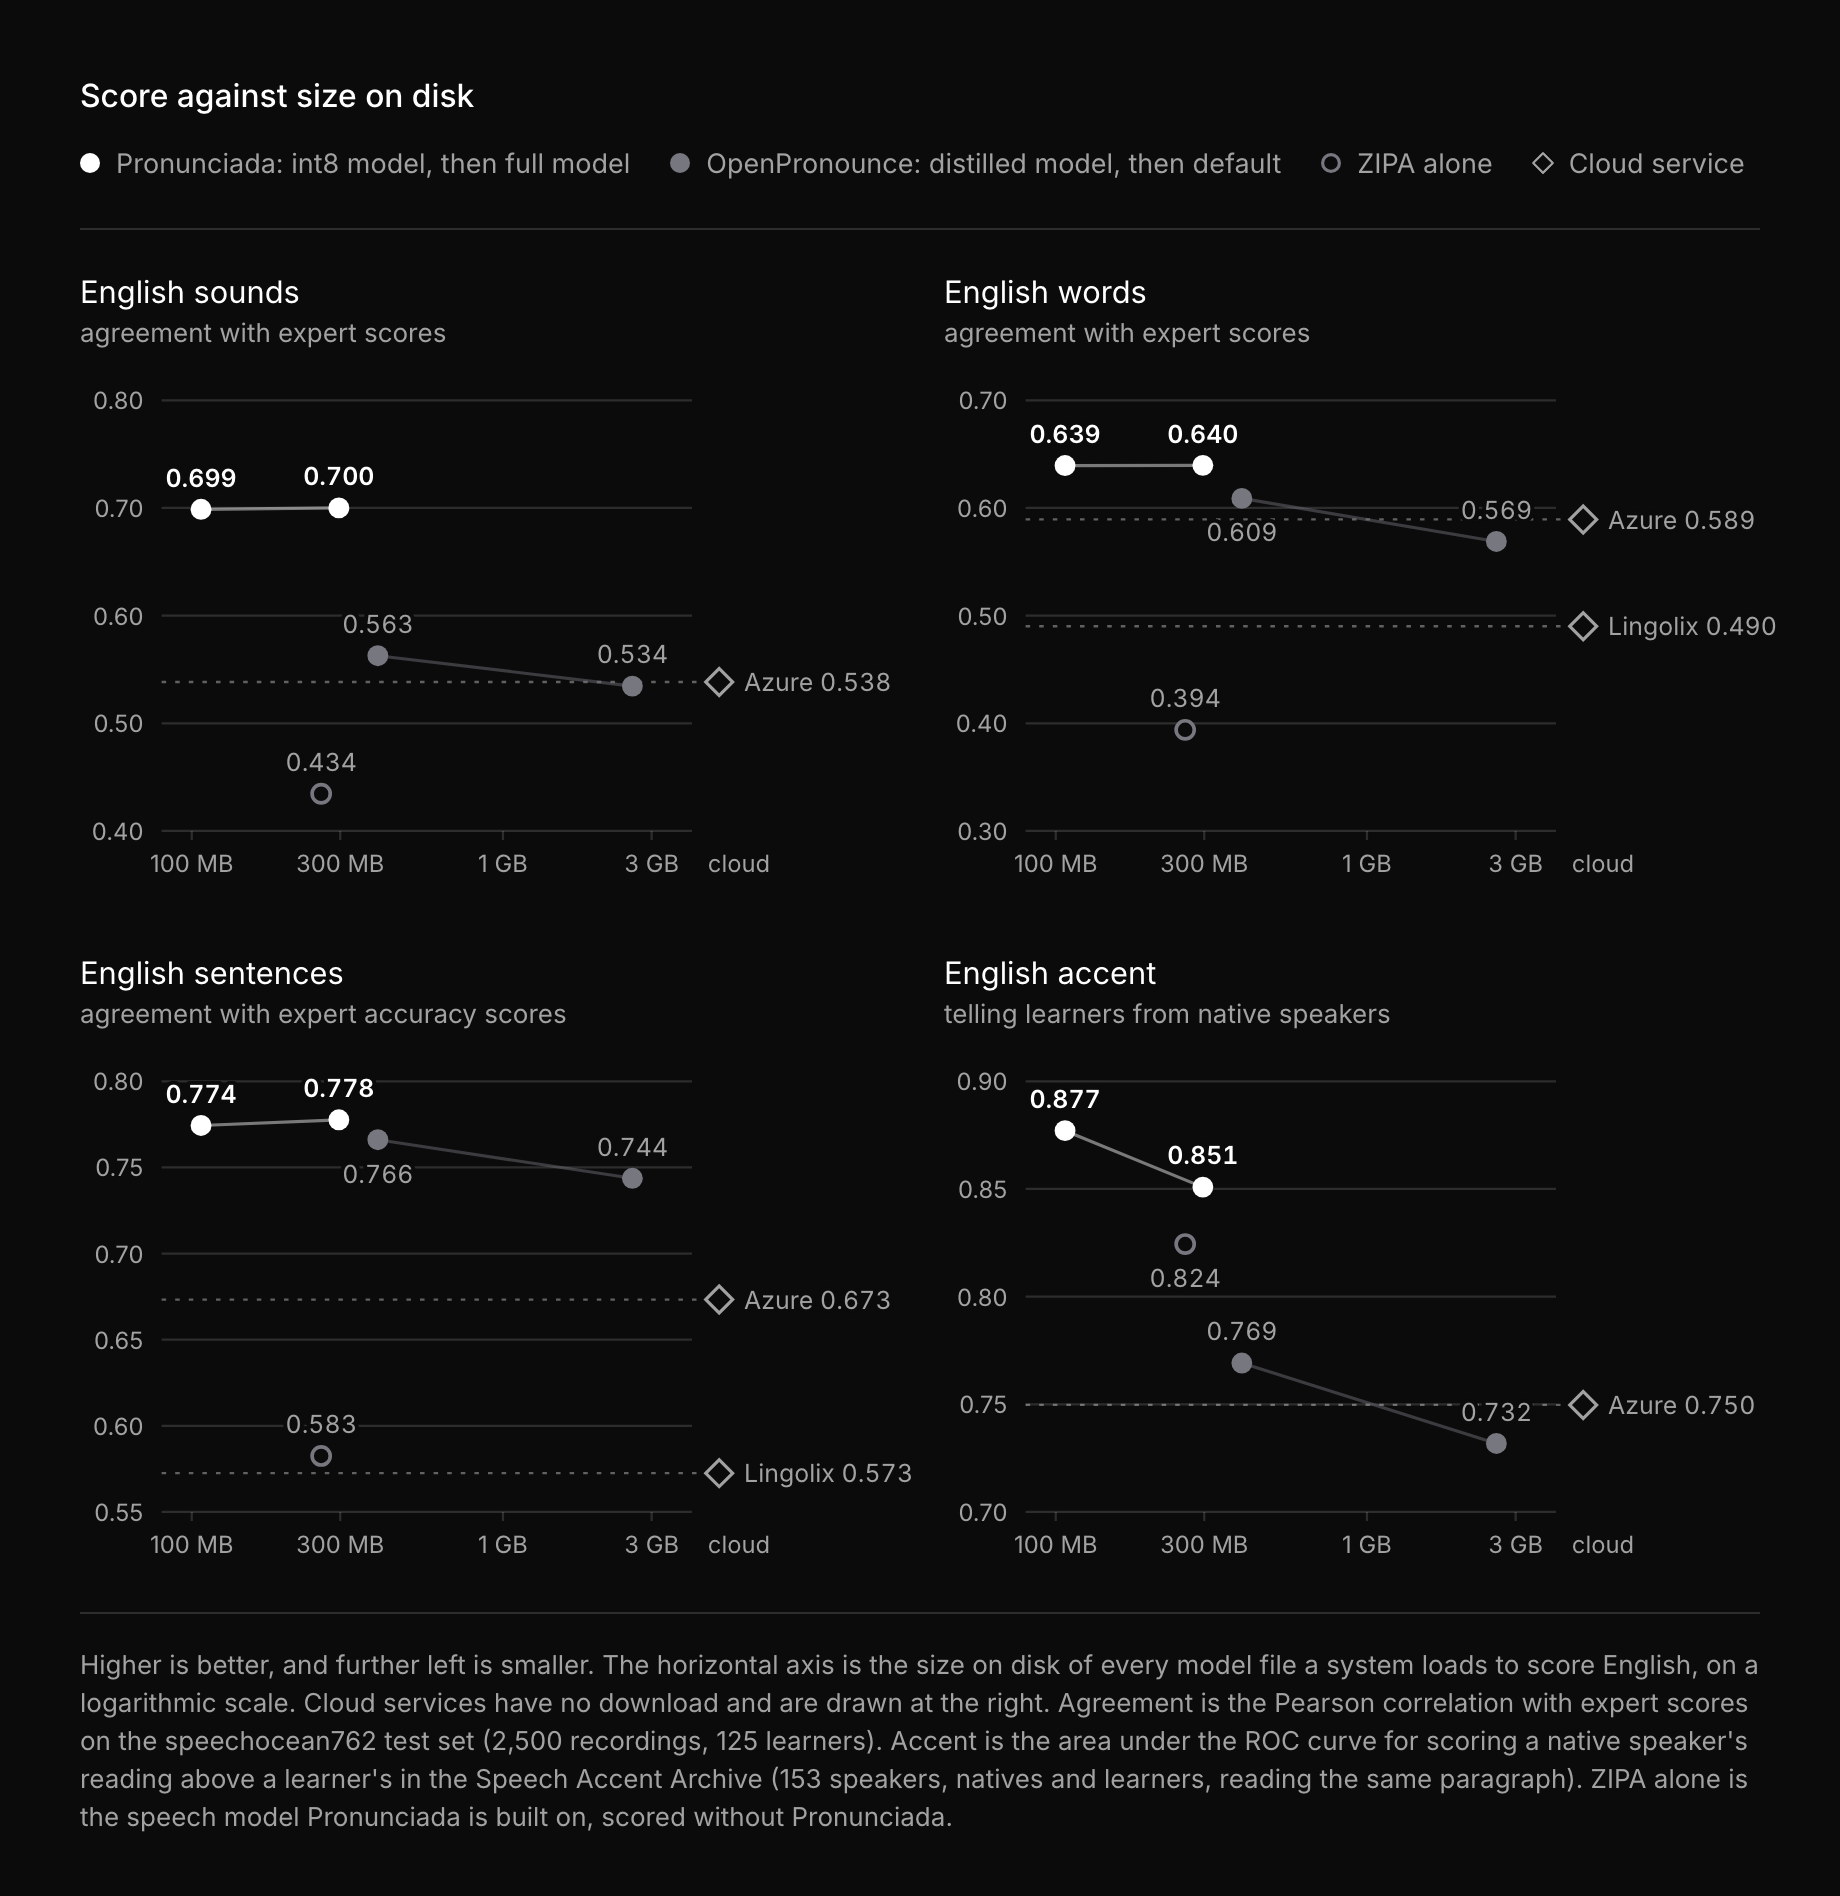 Score against size on disk
Pronunciada: int8 model, then full model OpenPronounce: distilled model, then default ZIPA alone Cloud service
English sounds
agreement with expert scores
0.80
0.699 0.700
0.70
0.60
0.563
0.534
Azure 0.538
0.50
0.434
0.40
100 MB 300 MB 1 GB 3 GB cloud
English words
agreement with expert scores
0.70
0.639 0.640
0.60
0.569
Azure 0.589
0.609
0.50
Lingolix 0.490
0.394
0.40
0.30
100 MB 300 MB 1 GB 3 GB cloud
English sentences
agreement with expert accuracy scores
0.80
0.774 0.778
0.744
0.75
0.766
0.70
Azure 0.673
0.65
0.60
0.583
Lingolix 0.573
0.55
100 MB 300 MB 1 GB 3 GB cloud
English accent
telling learners from native speakers
0.90
0.877
0.851
0.85
0.824
0.80
0.769
0.75
0.732
Azure 0.750
0.70
100 MB 300 MB 1 GB 3 GB cloud
Higher is better, and further left is smaller. The horizontal axis is the size on disk of every model file a system loads to score English, on a
logarithmic scale. Cloud services have no download and are drawn at the right. Agreement is the Pearson correlation with expert scores
on the speechocean762 test set (2,500 recordings, 125 learners). Accent is the area under the ROC curve for scoring a native speaker's
reading above a learner's in the Speech Accent Archive (153 speakers, natives and learners, reading the same paragraph). ZIPA alone is
the speech model Pronunciada is built on, scored without Pronunciada.